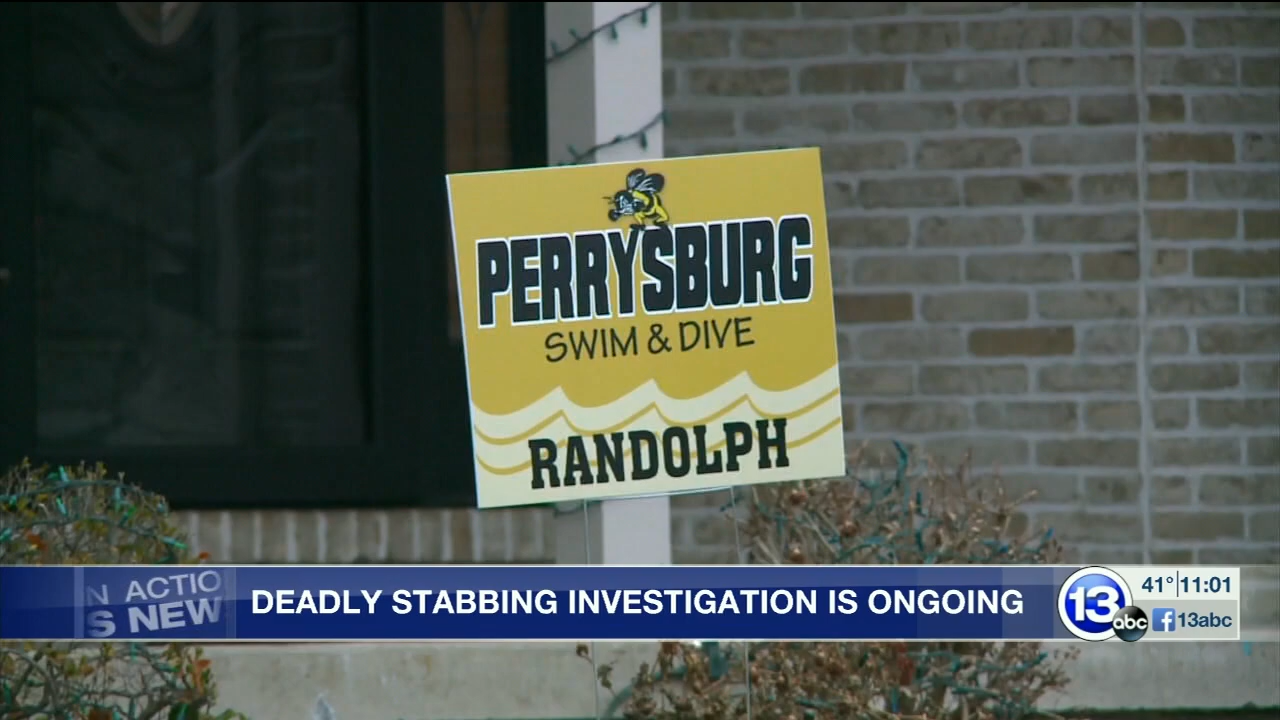 PERRYSBURG
SWIM & DIVE
RANDOLPH
N ACTIO
S NEW
DEADLY STABBING INVESTIGATION IS ONGOING
13
abc
41° 11:01
f 13abc